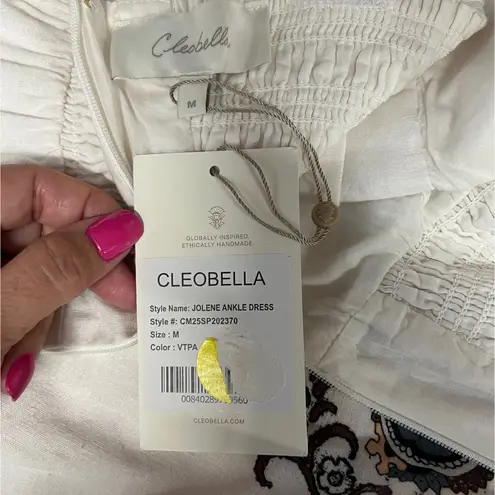 Cleobella
M
GLOBALLY INSPIRED.
ETHICALLY HANDMADE.
CLEOBELLA
Style Name: JOLENE ANKLE DRESS
Style #: CM25SP202370
Size : M
Color : VTPA
CLEOBELLA.COM